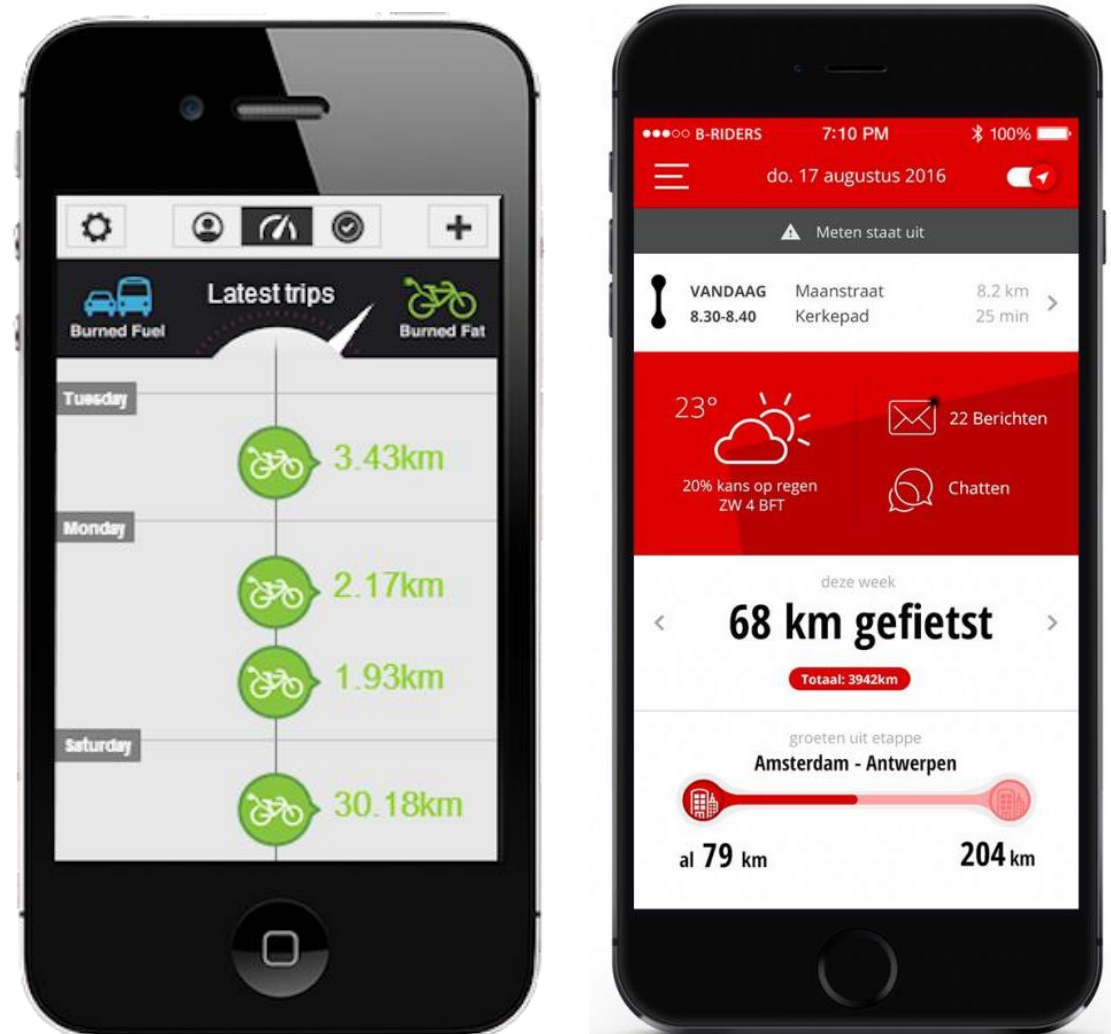 Latest trips
Burned Fuel
Burned Fat
Tuesday
3.43km
Monday
2.17km
1.93km
Saturday
30.18km
B-RIDERS 7:10 PM 100%
do. 17 augustus 2016
Meten staat uit
VANDAAG Maanstraat 8.2 km
8.30-8.40 Kerkepad 25 min
23°
22 Berichten
20% kans op regen
ZW 4 BFT
Chatten
deze week
68 km gefietst
Totaal: 3942km
groeten uit etappe
Amsterdam - Antwerpen
al 79 km 204 km